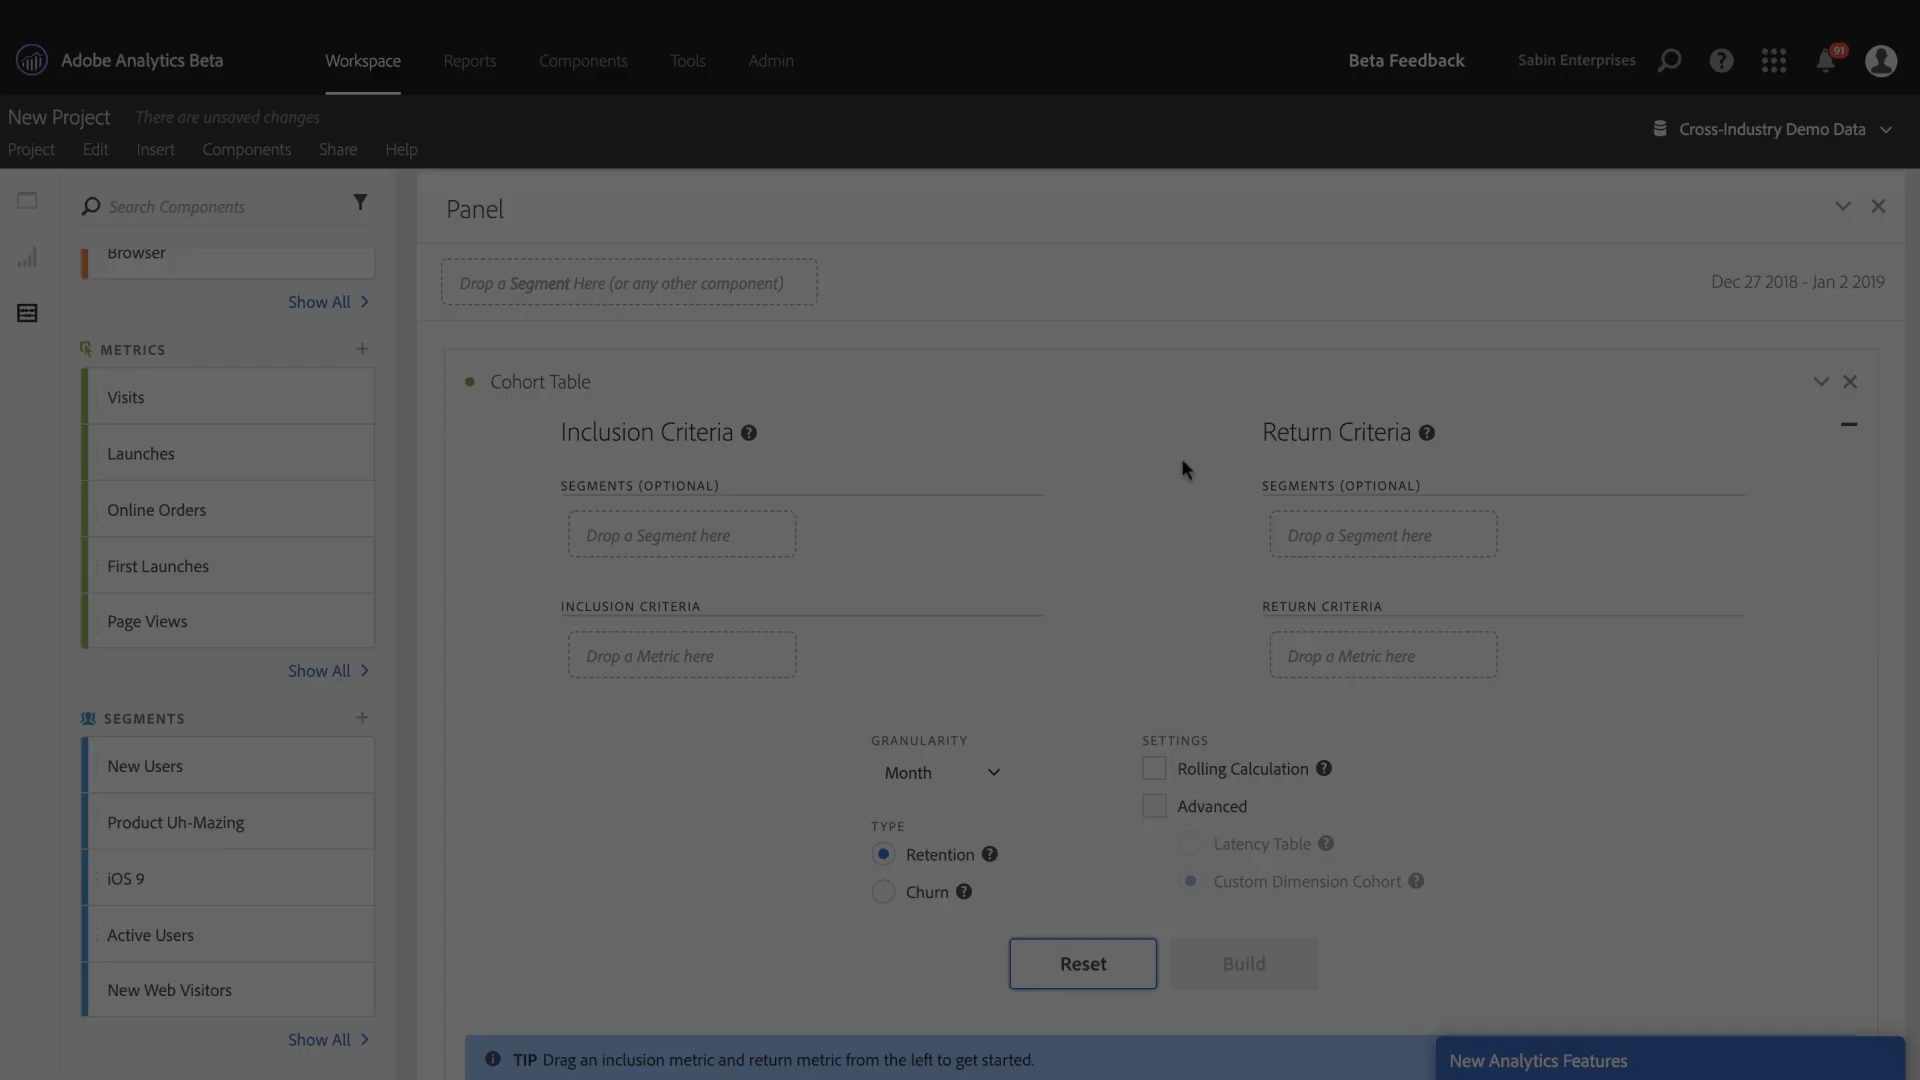 Adobe Analytics Beta
Workspace
Reports
Components
Tools
Admin
Beta Feedback
Sabin Enterprises
91
New Project
There are unsaved changes
Project
Edit
Insert
Components
Share
Help
Cross-Industry Demo Data
Search Components
Browser
Show All
METRICS
Visits
Launches
Online Orders
First Launches
Page Views
Show All
SEGMENTS
New Users
Product Uh-Mazing
iOS 9
Active Users
New Web Visitors
Show All
Panel
Drop a Segment Here (or any other component)
Dec 27 2018 - Jan 2 2019
Cohort Table
Inclusion Criteria
SEGMENTS (OPTIONAL)
Drop a Segment here
INCLUSION CRITERIA
Drop a Metric here
Return Criteria
SEGMENTS (OPTIONAL)
Drop a Segment here
RETURN CRITERIA
Drop a Metric here
GRANULARITY
Month
TYPE
Retention
Churn
SETTINGS
Rolling Calculation
Advanced
Latency Table
Custom Dimension Cohort
Reset
Build
TIP Drag an inclusion metric and return metric from the left to get started.
New Analytics Features